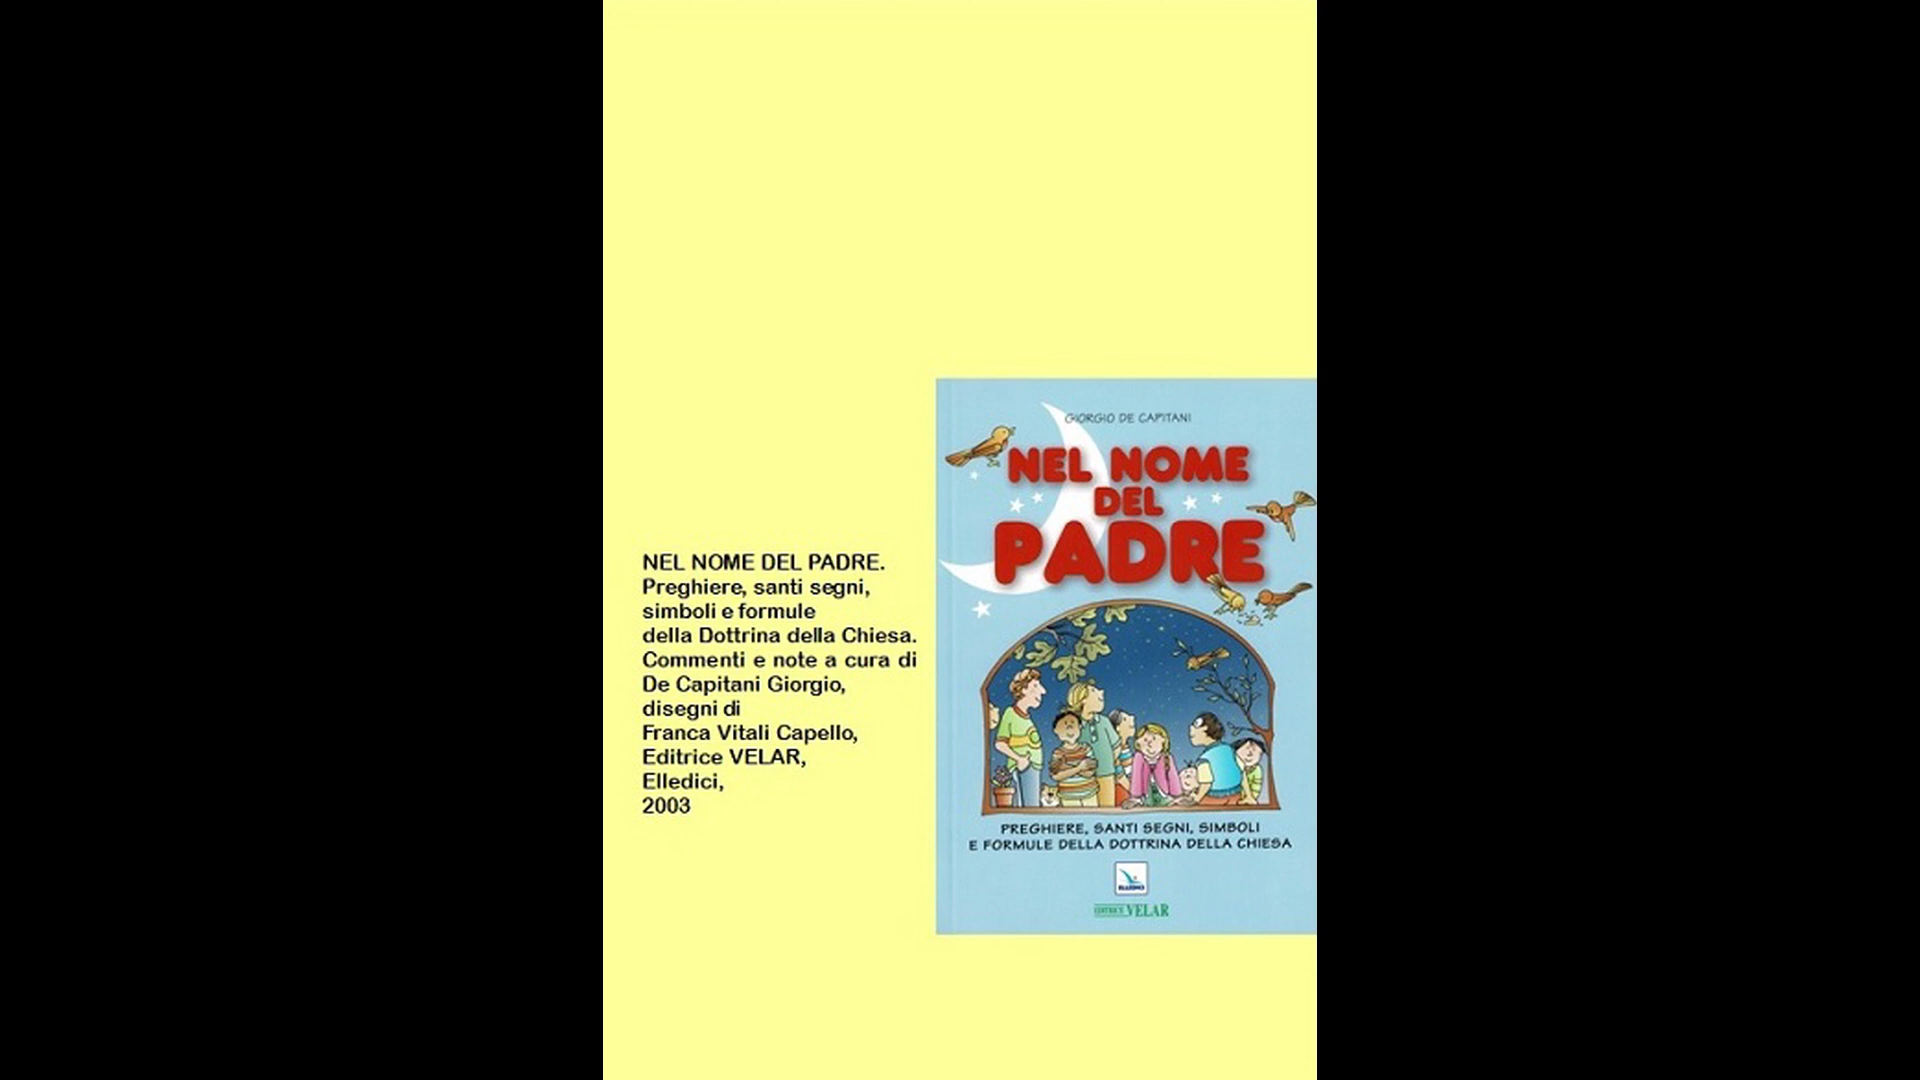 NEL NOME DEL PADRE.
Preghiere, santi segni,
simboli e formule
della Dottrina della Chiesa.
Commenti e note a cura di
De Capitani Giorgio,
disegni di
Franca Vitali Capello,
Editrice VELAR,
Elledici,
2003
GIORGIO DE CAPITANI
NEL NOME
DEL
PADRE
PREGHIERE, SANTI SEGNI, SIMBOLI
E FORMULE DELLA DOTTRINA DELLA CHIESA
ELLEDICI
EDITRICE VELAR